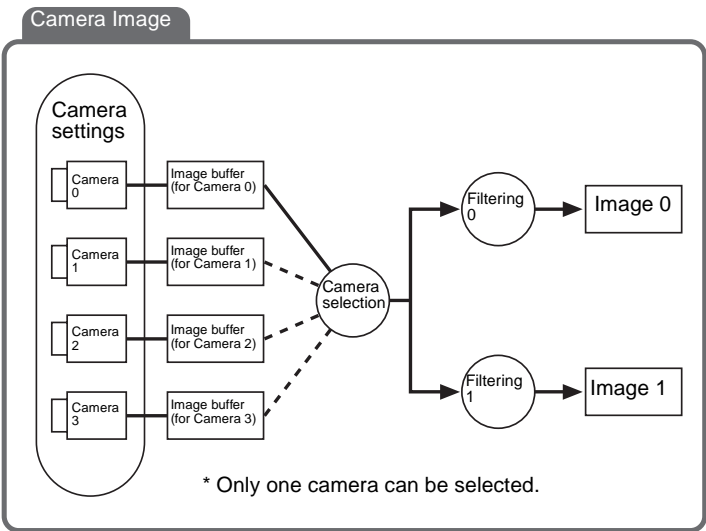 Camera Image
Camera
settings
Camera
0
Image buffer
(for Camera 0)
Camera
1
Image buffer
(for Camera 1)
Camera
2
Image buffer
(for Camera 2)
Camera
3
Image buffer
(for Camera 3)
Camera
selection
Filtering
0
Image 0
Filtering
1
Image 1
* Only one camera can be selected.